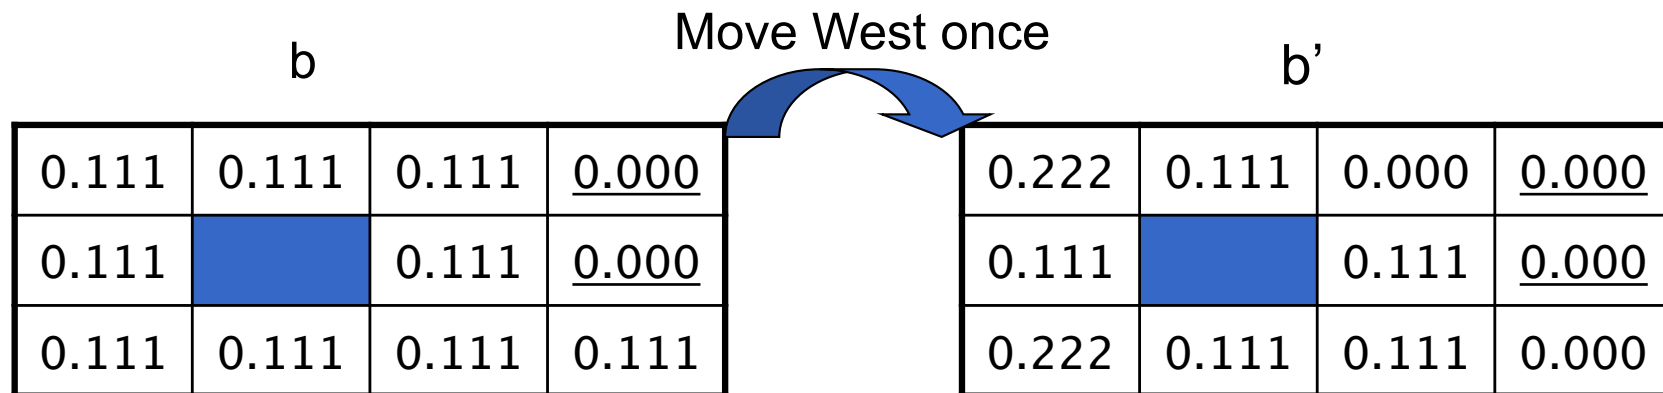 Move West once
b
b’
0.111 0.111 0.111 0.000
0.111 0.111 0.000
0.111 0.111 0.111 0.111
0.222 0.111 0.000 0.000
0.111 0.111 0.000
0.222 0.111 0.111 0.000